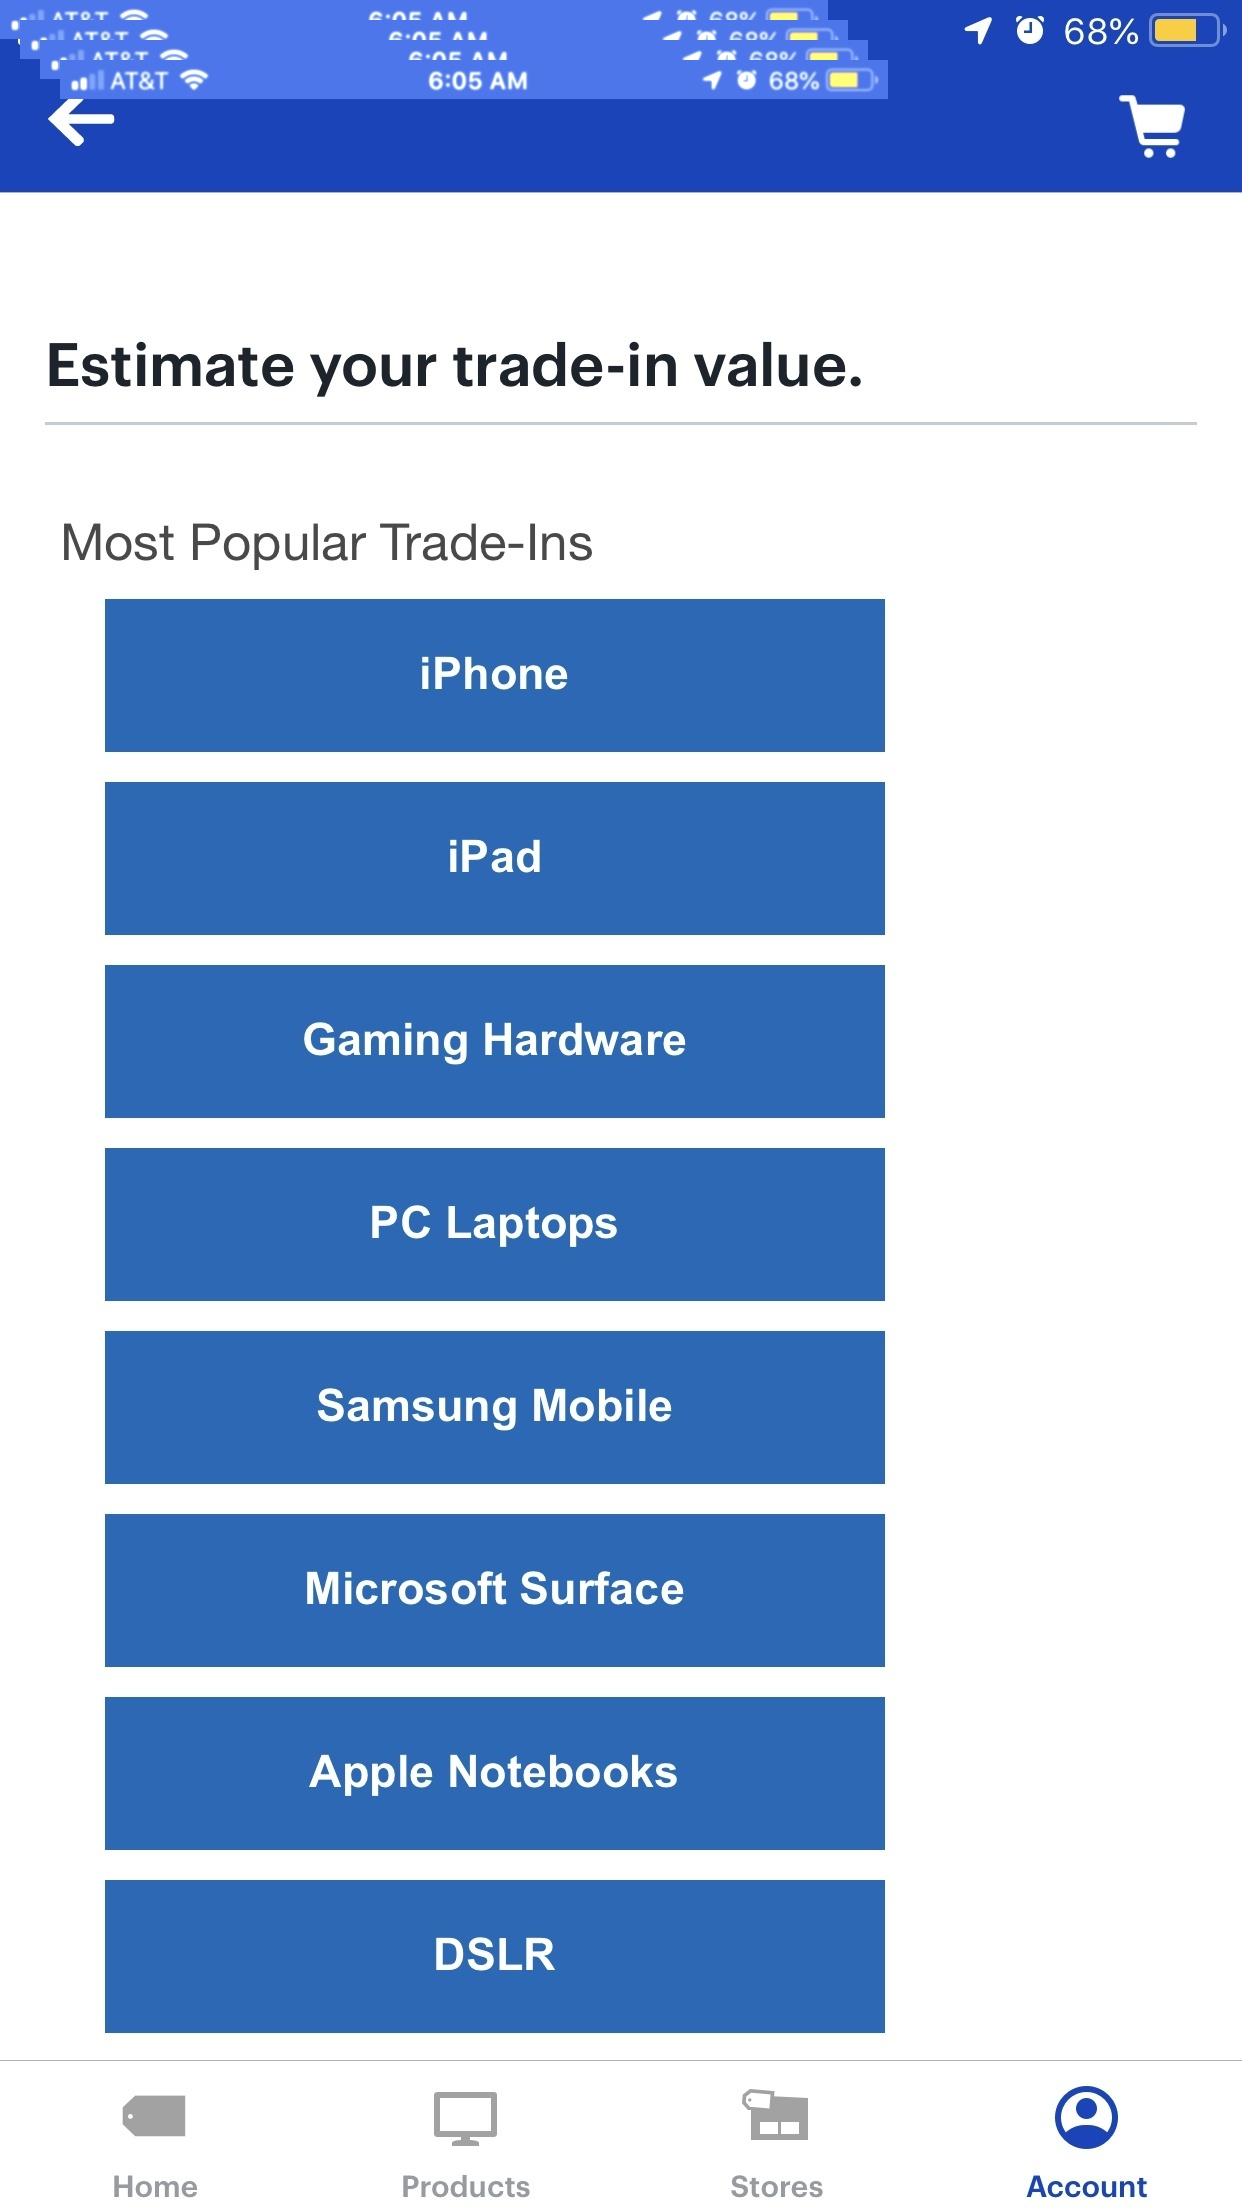 AT&T 6:05 AM 68%
68%
AT&T 6:05 AM 68%
AT&T 6:05 AM 68%
AT&T 6:05 AM 68%
Estimate your trade-in value.
Most Popular Trade-Ins
iPhone
iPad
Gaming Hardware
PC Laptops
Samsung Mobile
Microsoft Surface
Apple Notebooks
DSLR
Home Products Stores Account